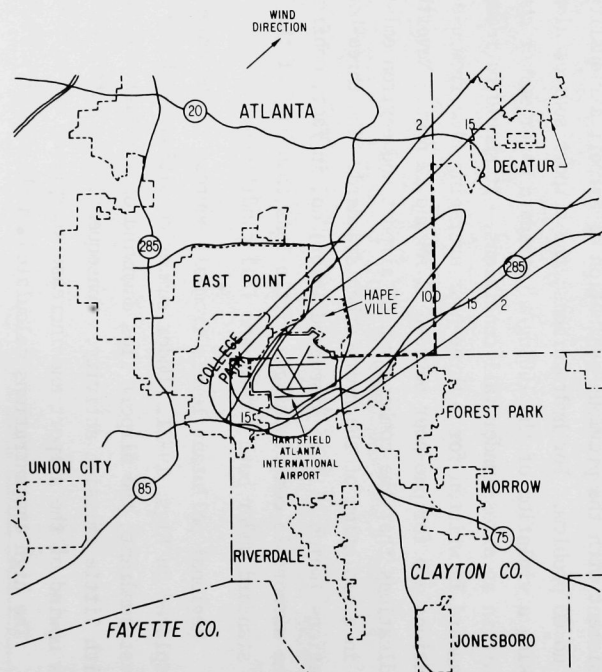 WIND
DIRECTION
20
ATLANTA
2
15
DECATUR
285
EAST POINT
HAPE-
VILLE
285
100
15
2
COLLEGE
PARK
15
HARTSFIELD
ATLANTA
INTERNATIONAL
AIRPORT
FOREST PARK
UNION CITY
85
MORROW
75
RIVERDALE
CLAYTON CO.
FAYETTE CO.
JONESBORO